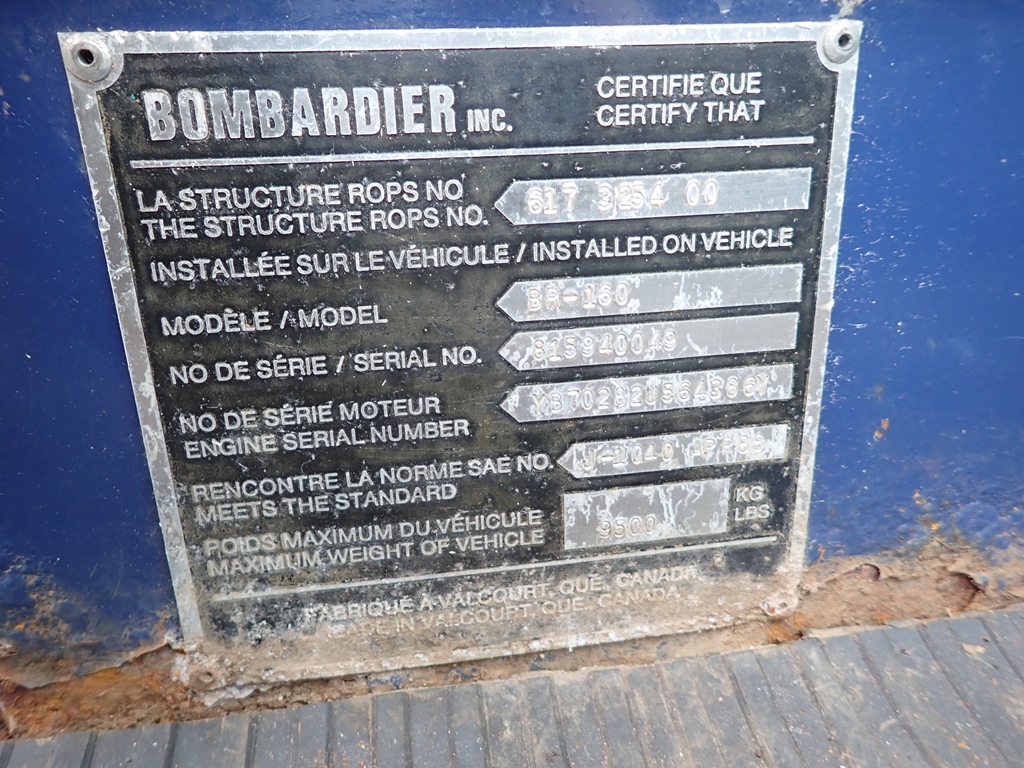 BOMBARDIER INC.
CERTIFIE QUE
CERTIFY THAT
LA STRUCTURE ROPS NO
THE STRUCTURE ROPS NO. 617 3254 00
INSTALLÉE SUR LE VÉHICULE / INSTALLED ON VEHICLE
MODÈLE / MODEL BR-160
NO DE SÉRIE / SERIAL NO. 815940049
NO DE SÉRIE MOTEUR
ENGINE SERIAL NUMBER
RENCONTRE LA NORME SAE NO. J-1040
MEETS THE STANDARD
POIDS MAXIMUM DU VÉHICULE KG
MAXIMUM WEIGHT OF VEHICLE 9500 LBS
FABRIQUÉ À VALCOURT, QUÉ, CANADA
IN VALCOURT, QUE, CANADA